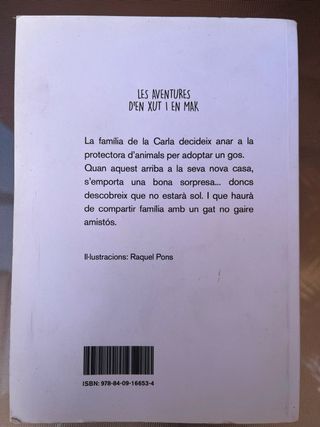 LES AVENTURES
D'EN XUT I EN MAK
La família de la Carla decideix anar a la
protectora d'animals per adoptar un gos.
Quan aquest arriba a la seva nova casa,
s'emporta una bona sorpresa... doncs
descobreix que no estarà sol. I que haurà
de compartir família amb un gat no gaire
amistós.
Il·lustracions: Raquel Pons
ISBN: 978-84-09-16653-4